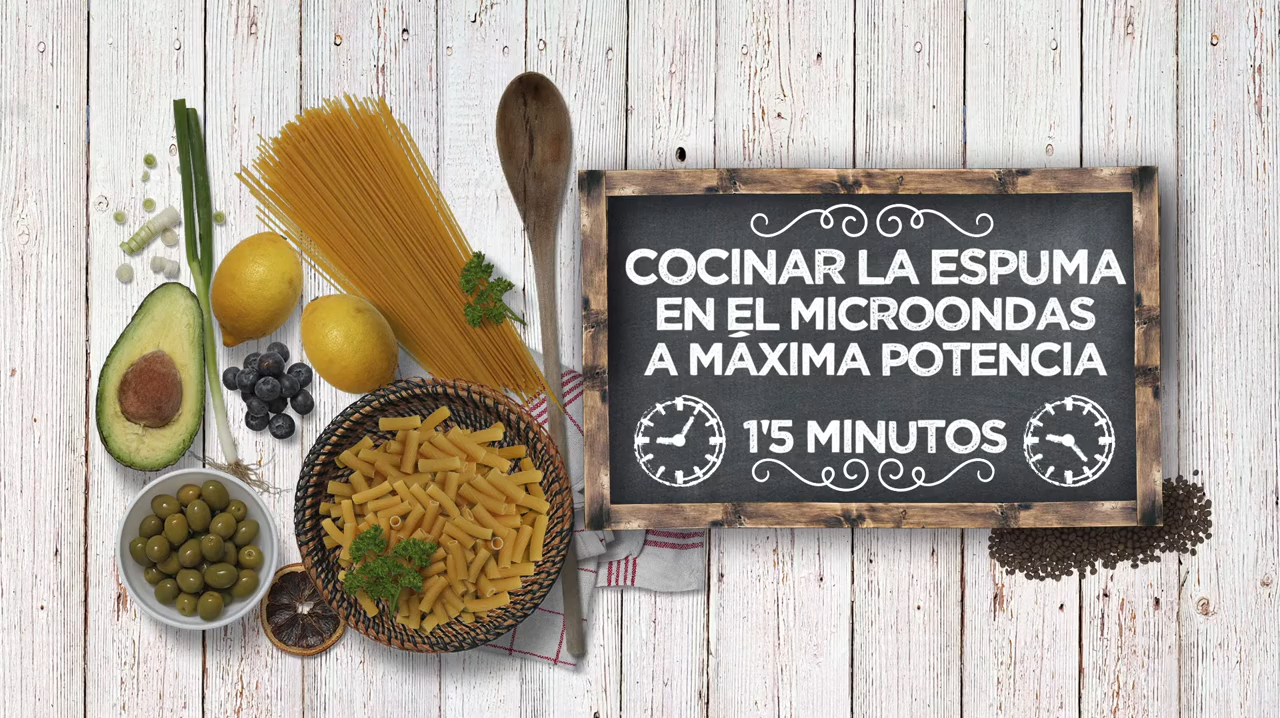 COCINAR LA ESPUMA
EN EL MICROONDAS
A MÁXIMA POTENCIA
1'5 MINUTOS